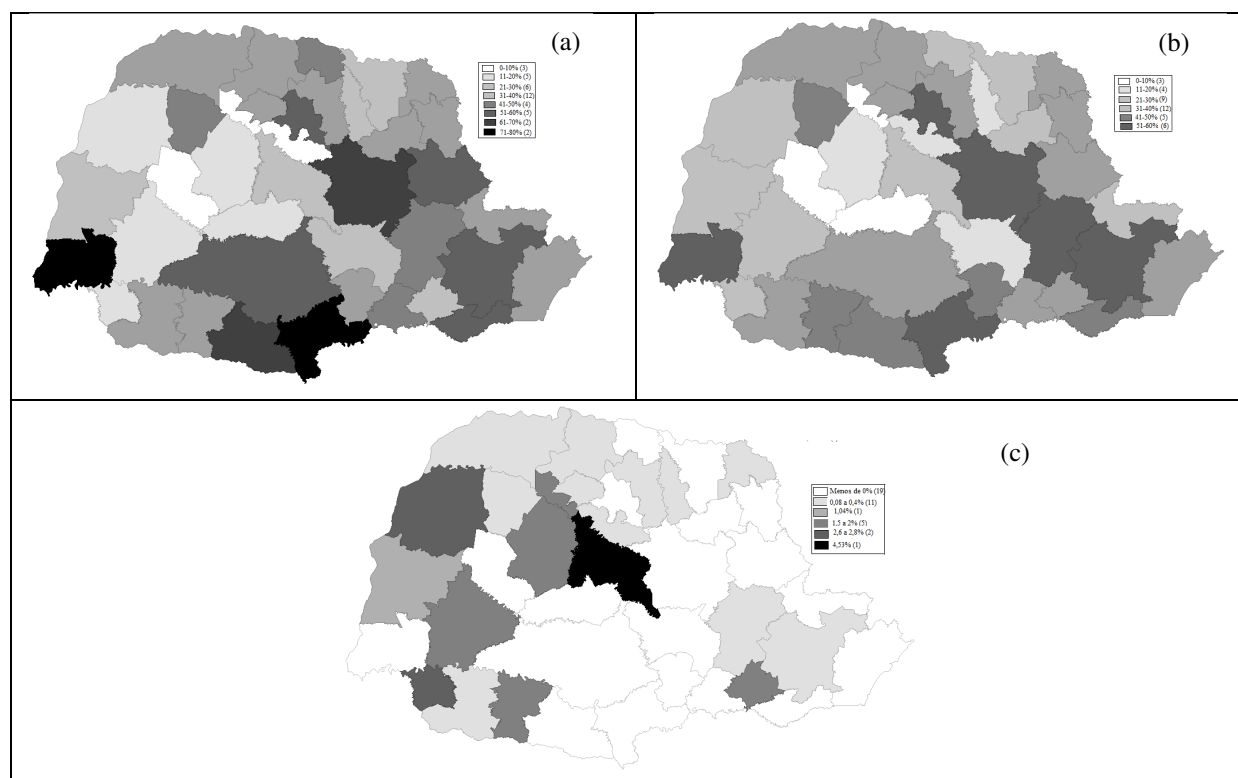 (a)
0-10% (3)
11-20% (5)
21-30% (6)
31-40% (12)
41-50% (4)
51-60% (5)
61-70% (2)
71-80% (2)
(b)
0-10% (3)
11-20% (4)
21-30% (9)
31-40% (12)
41-50% (5)
51-60% (6)
(c)
Menos de 0% (19)
0,08 a 0,4% (11)
1,04% (1)
1,5 a 2% (5)
2,6 a 2,8% (2)
4,53% (1)